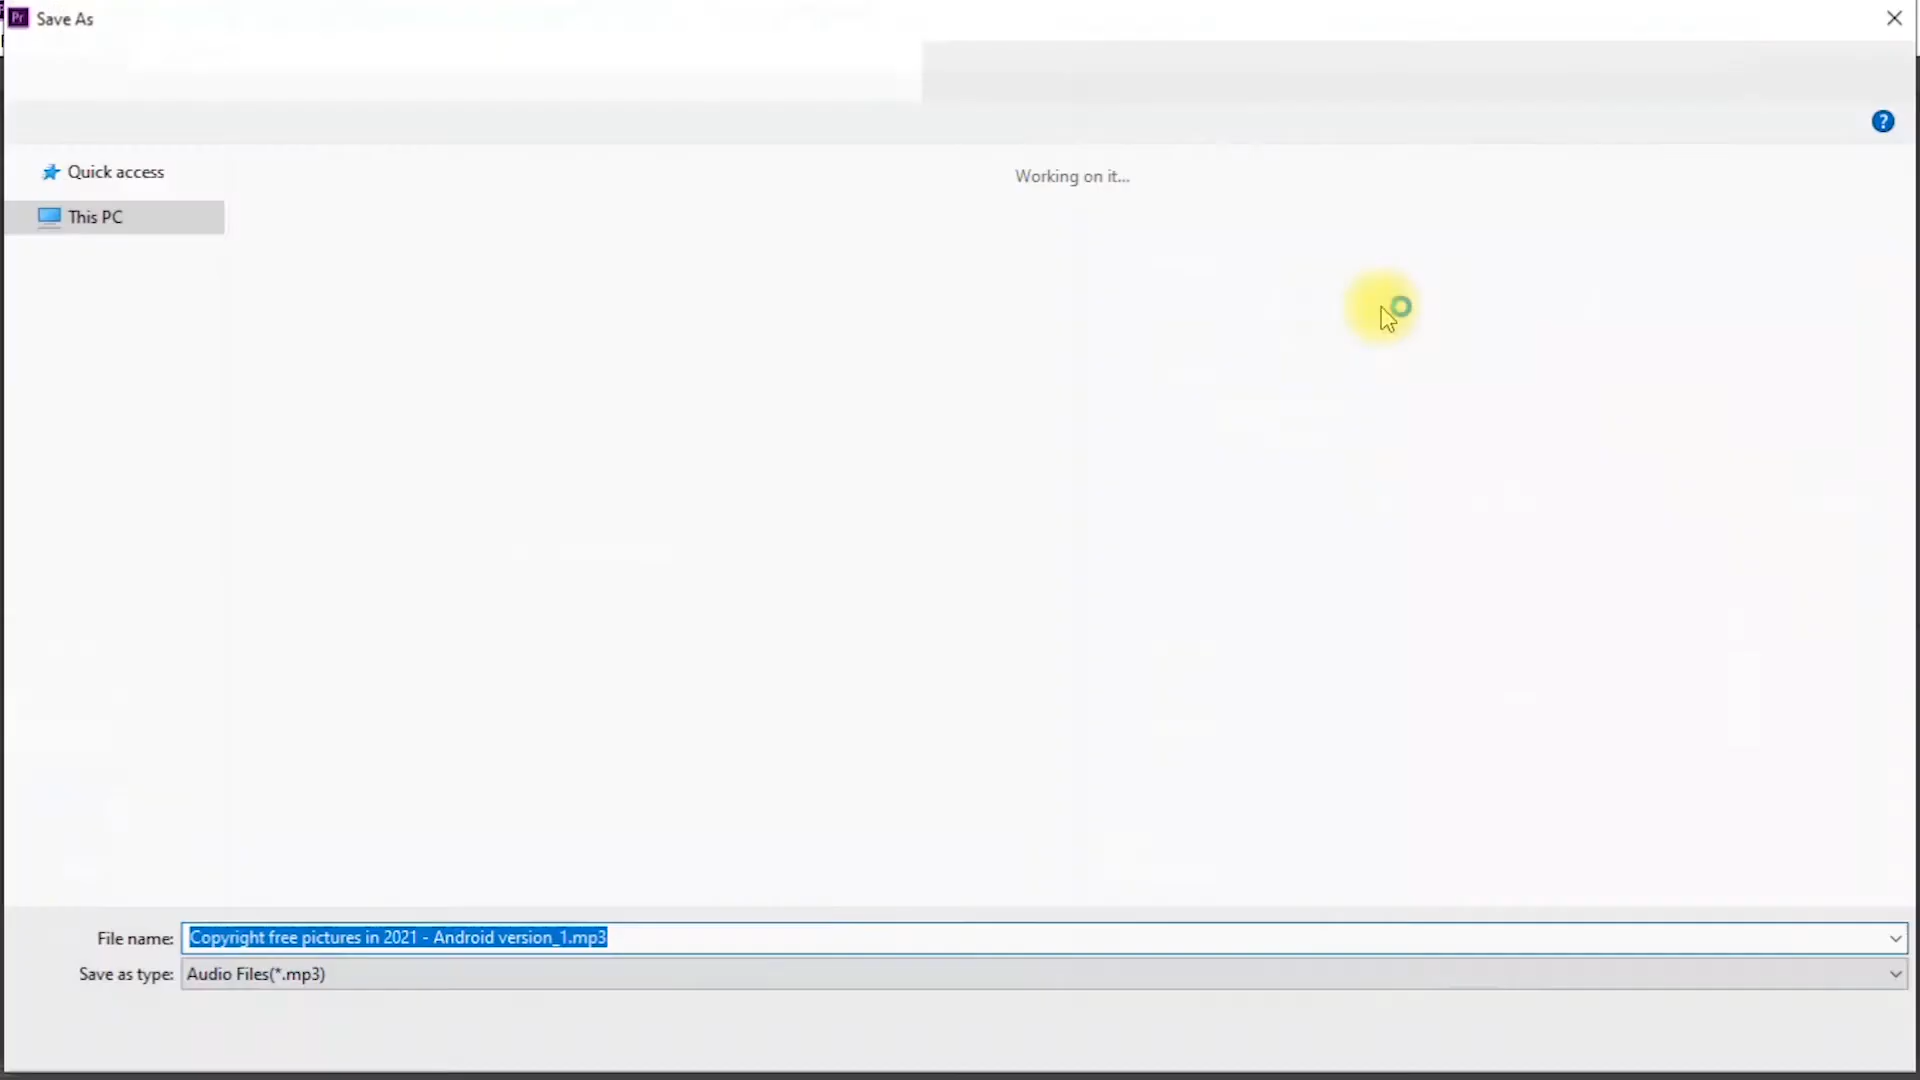 Pr Save As
?
Quick access
Working on it...
This PC
File name: Copyright free pictures in 2021 - Android version_1.mp3
Save as type: Audio Files(*.mp3)